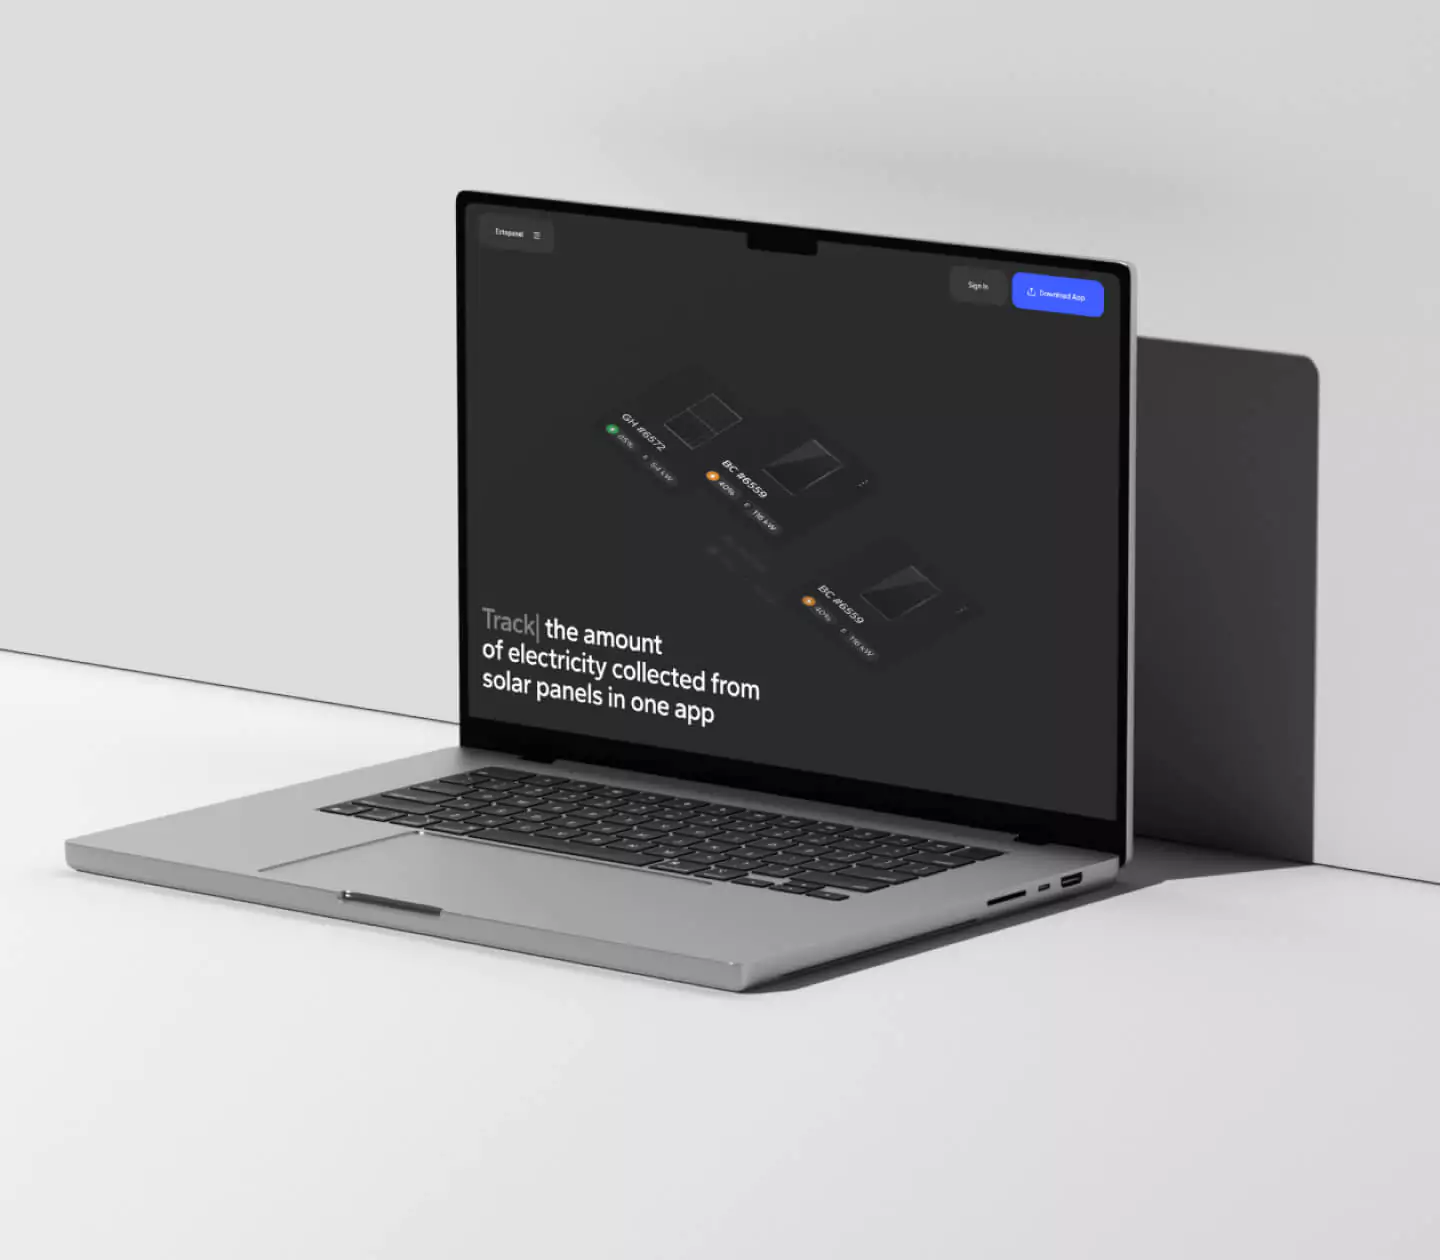 Sign In
Download App
GH #6572
85%
54 kW
BC #6559
40%
116 kW
BC #6559
40%
116 kW
Track| the amount
of electricity collected from
solar panels in one app